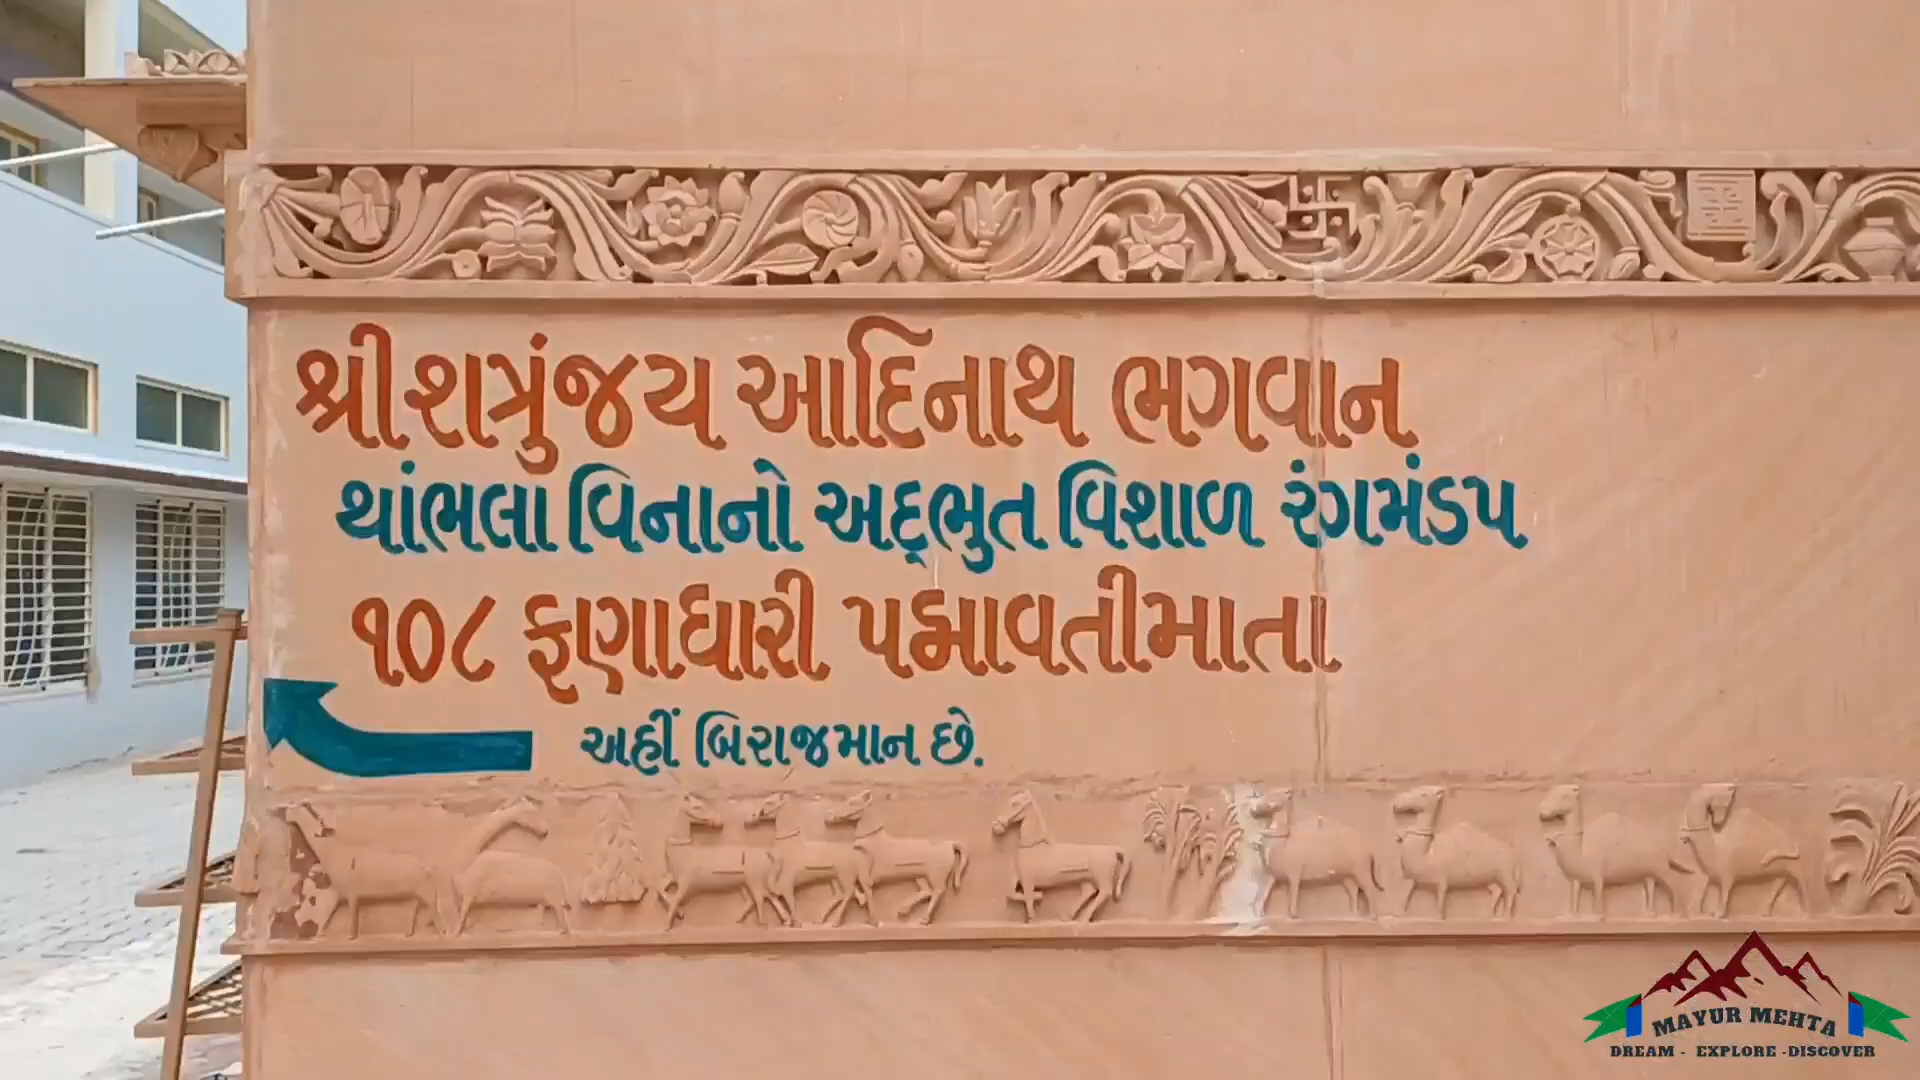 શ્રી શત્રુંજય આદિનાથ ભગવાન
થાંભલા વિનાનો અદ્‌ભુત વિશાળ રંગમંડપ
૧૦૮ ફણાધારી પદ્માવતીમાતા
અહીં બિરાજમાન છે.
MAYUR MEHTA
DREAM - EXPLORE -DISCOVER